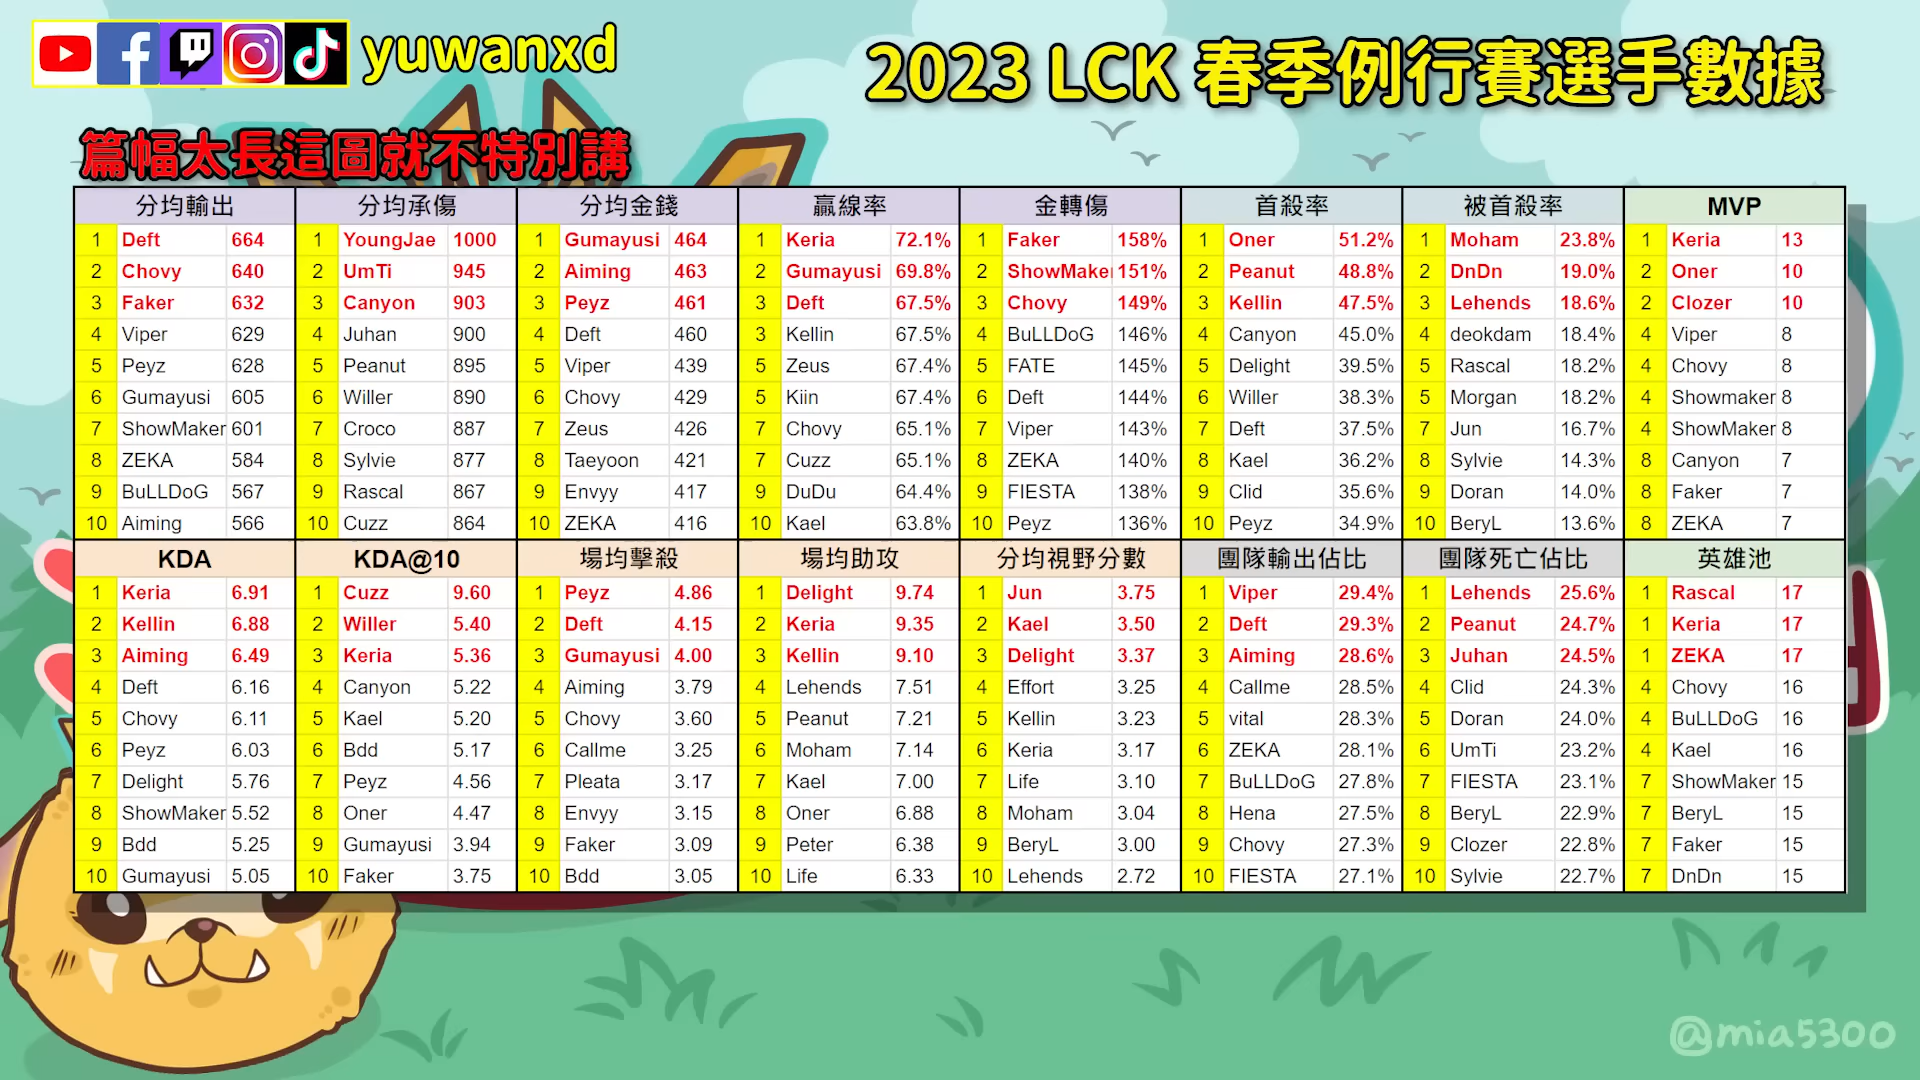 yuwanxd
2023 LCK 春季例行賽選手數據
篇幅太長這圖就不特別講
分均輸出 分均承傷 分均金錢 贏線率 金轉傷 首殺率 被首殺率 MVP
1 Deft 664 1 YoungJae 1000 1 Gumayusi 464 1 Keria 72.1% 1 Faker 158% 1 Oner 51.2% 1 Moham 23.8% 1 Keria 13
2 Chovy 640 2 UmTi 945 2 Aiming 463 2 Gumayusi 69.8% 2 ShowMaker 151% 2 Peanut 48.8% 2 DnDn 19.0% 2 Oner 10
3 Faker 632 3 Canyon 903 3 Peyz 461 3 Deft 67.5% 3 Chovy 149% 3 Kellin 47.5% 3 Lehends 18.6% 2 Clozer 10
4 Viper 629 4 Juhan 900 4 Deft 460 3 Kellin 67.5% 4 BuLLDoG 146% 4 Canyon 45.0% 4 deokdam 18.4% 4 Viper 8
5 Peyz 628 5 Peanut 895 5 Viper 439 5 Zeus 67.4% 5 FATE 145% 5 Delight 39.5% 5 Rascal 18.2% 4 Chovy 8
6 Gumayusi 605 6 Willer 890 6 Chovy 429 5 Kiin 67.4% 6 Deft 144% 6 Willer 38.3% 5 Morgan 18.2% 4 Showmaker 8
7 ShowMaker 601 7 Croco 887 7 Zeus 426 7 Chovy 65.1% 7 Viper 143% 7 Deft 37.5% 7 Jun 16.7% 4 ShowMaker 8
8 ZEKA 584 8 Sylvie 877 8 Taeyoon 421 7 Cuzz 65.1% 8 ZEKA 140% 8 Kael 36.2% 8 Sylvie 14.3% 8 Canyon 7
9 BuLLDoG 567 9 Rascal 867 9 Envyy 417 9 DuDu 64.4% 9 FIESTA 138% 9 Clid 35.6% 9 Doran 14.0% 8 Faker 7
10 Aiming 566 10 Cuzz 864 10 ZEKA 416 10 Kael 63.8% 10 Peyz 136% 10 Peyz 34.9% 10 BeryL 13.6% 8 ZEKA 7
KDA KDA@10 場均擊殺 場均助攻 分均視野分數 團隊輸出佔比 團隊死亡佔比 英雄池
1 Keria 6.91 1 Cuzz 9.60 1 Peyz 4.86 1 Delight 9.74 1 Jun 3.75 1 Viper 29.4% 1 Lehends 25.6% 1 Rascal 17
2 Kellin 6.88 2 Willer 5.40 2 Deft 4.15 2 Keria 9.35 2 Kael 3.50 2 Deft 29.3% 2 Peanut 24.7% 1 Keria 17
3 Aiming 6.49 3 Keria 5.36 3 Gumayusi 4.00 3 Kellin 9.10 3 Delight 3.37 3 Aiming 28.6% 3 Juhan 24.5% 1 ZEKA 17
4 Deft 6.16 4 Canyon 5.22 4 Aiming 3.79 4 Lehends 7.51 4 Effort 3.25 4 Callme 28.5% 4 Clid 24.3% 4 Chovy 16
5 Chovy 6.11 5 Kael 5.20 5 Chovy 3.60 5 Peanut 7.21 5 Kellin 3.23 5 vital 28.3% 5 Doran 24.0% 4 BuLLDoG 16
6 Peyz 6.03 6 Bdd 5.17 6 Callme 3.25 6 Moham 7.14 6 Keria 3.17 6 ZEKA 28.1% 6 UmTi 23.2% 4 Kael 16
7 Delight 5.76 7 Peyz 4.56 7 Pleata 3.17 7 Kael 7.00 7 Life 3.10 7 BuLLDoG 27.8% 7 FIESTA 23.1% 7 ShowMaker 15
8 ShowMaker 5.52 8 Oner 4.47 8 Envyy 3.15 8 Oner 6.88 8 Moham 3.04 8 Hena 27.5% 8 BeryL 22.9% 7 BeryL 15
9 Bdd 5.25 9 Gumayusi 3.94 9 Faker 3.09 9 Peter 6.38 9 BeryL 3.00 9 Chovy 27.3% 9 Clozer 22.8% 7 Faker 15
10 Gumayusi 5.05 10 Faker 3.75 10 Bdd 3.05 10 Life 6.33 10 Lehends 2.72 10 FIESTA 27.1% 10 Sylvie 22.7% 7 DnDn 15
@mia5300